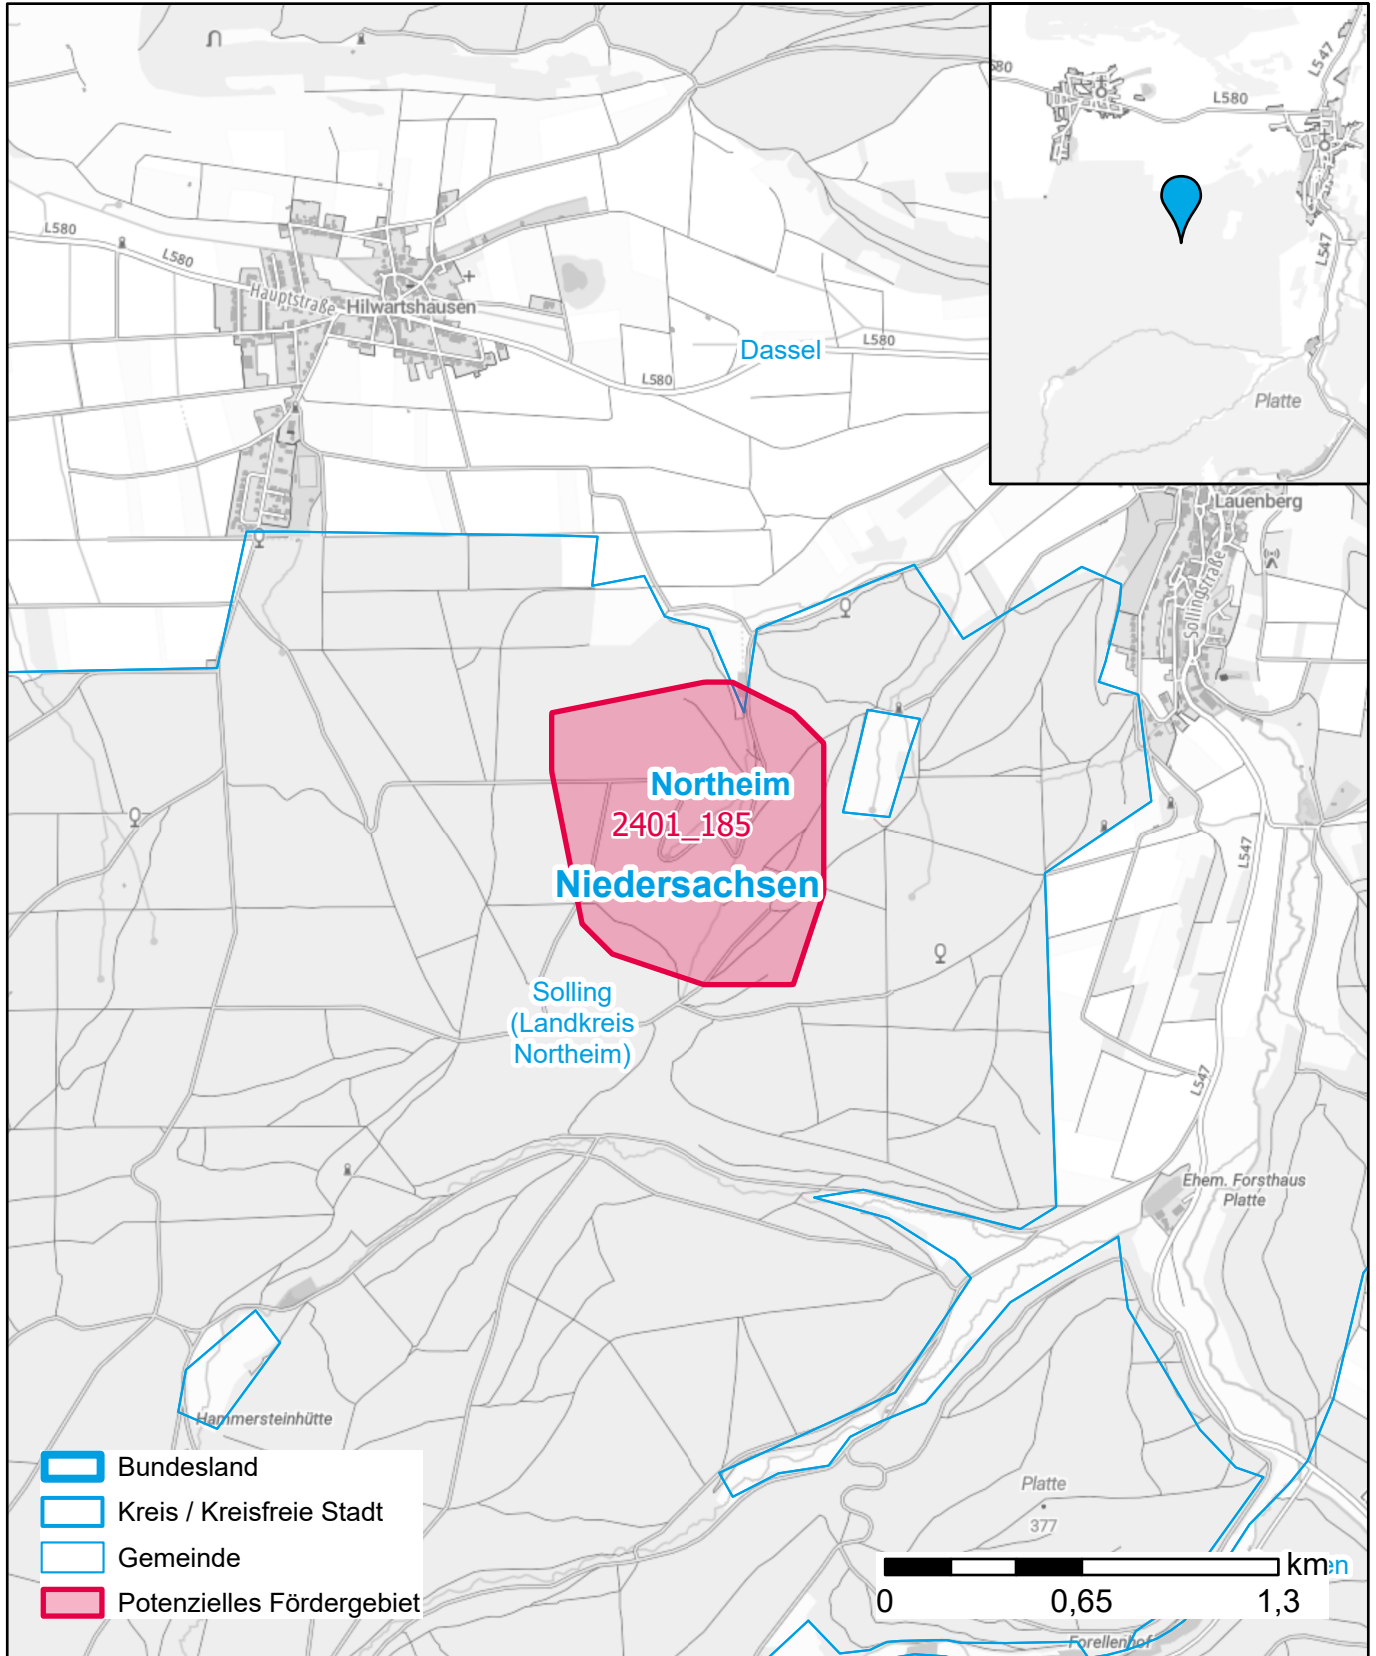 580
L580
L547
L547
Platte
L580
L580
Hauptstraße
Hilwartshausen
Dassel
L580
L580
Lauenberg
Sollingstraße
Northeim
2401_185
Niedersachsen
L547
Solling
(Landkreis
Northeim)
L547
Ehem. Forsthaus
Platte
Hammersteinhütte
Platte
377
Bundesland
Kreis / Kreisfreie Stadt
Gemeinde
Potenzielles Fördergebiet
km
0
0,65
1,3
Forellenhof